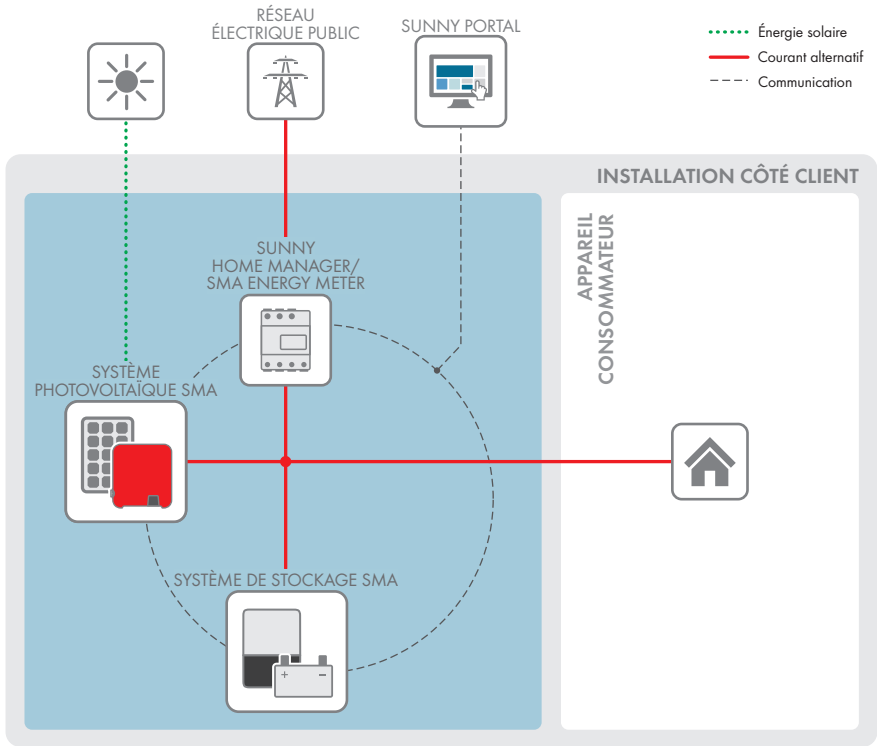 RÉSEAU
ÉLECTRIQUE PUBLIC
SUNNY PORTAL
Énergie solaire
Courant alternatif
Communication
INSTALLATION CÔTÉ CLIENT
APPAREIL
CONSOMMATEUR
SUNNY
HOME MANAGER/
SMA ENERGY METER
SYSTÈME
PHOTOVOLTAÏQUE SMA
SYSTÈME DE STOCKAGE SMA
+ −